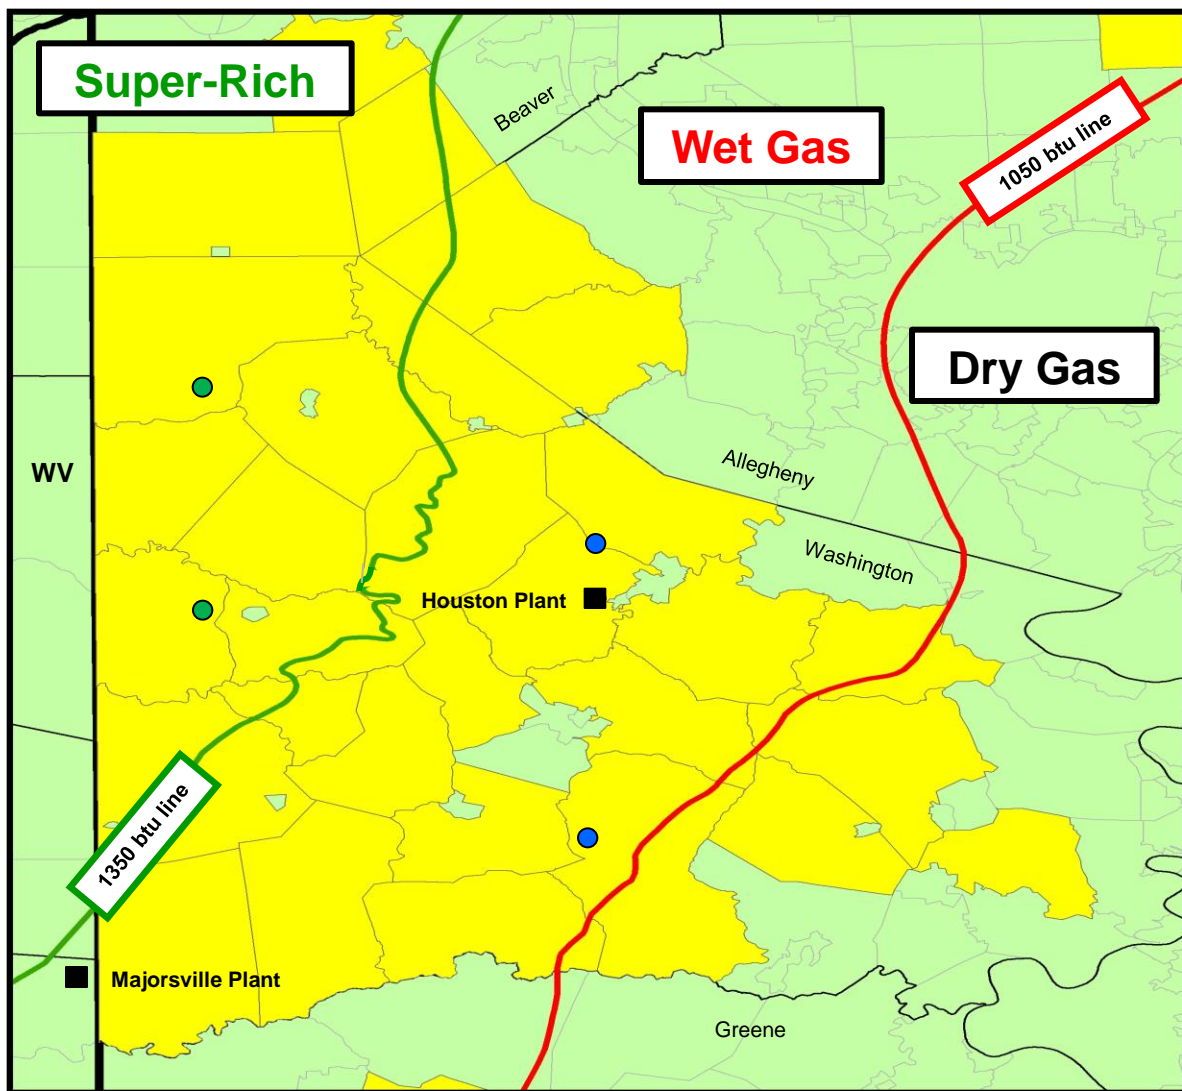 Super-Rich
Beaver
Wet Gas
1050 btu line
Dry Gas
WV
Allegheny
Washington
Houston Plant
1350 btu line
Majorsville Plant
Greene